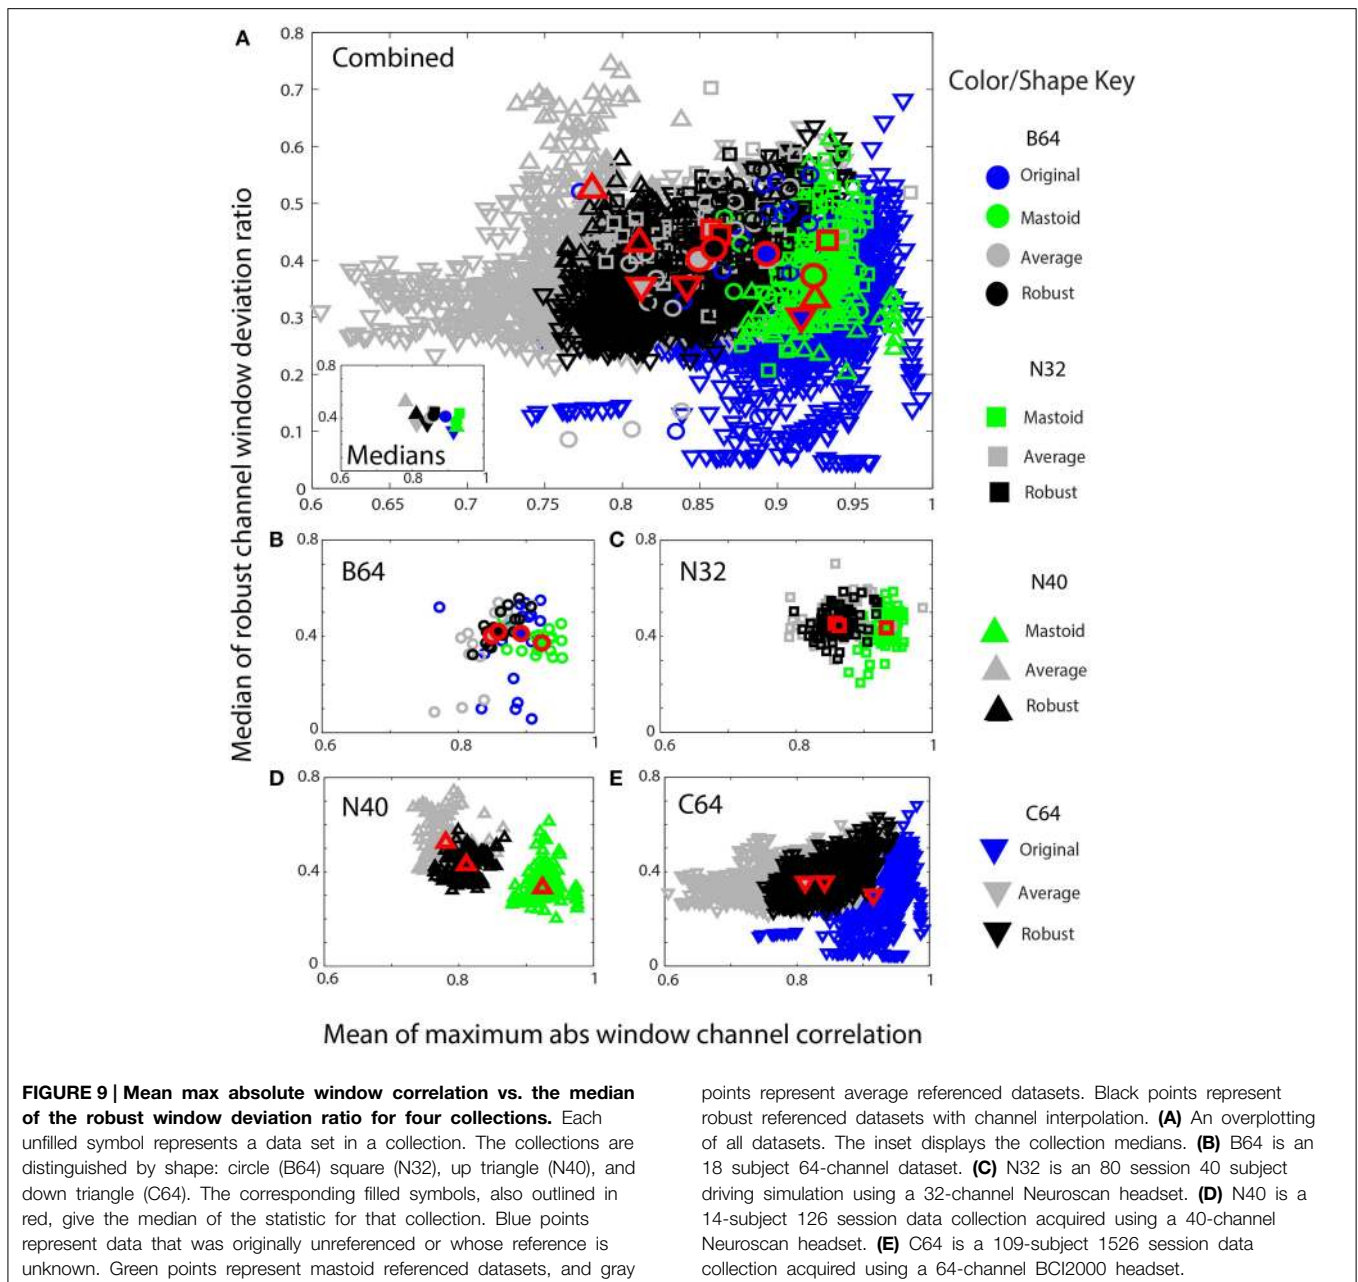 A
Combined
Median of robust channel window deviation ratio
0.8
0.7
0.6
0.5
0.4
0.3
0.2
0.1
0
0.6
0.65
0.7
0.75
0.8
0.85
0.9
0.95
1
0.8
0.4
Medians
0.6
0.8
1
Color/Shape Key
B64
Original
Mastoid
Average
Robust
N32
Mastoid
Average
Robust
N40
Mastoid
Average
Robust
C64
Original
Average
Robust
B
0.8
B64
0.4
0
0.6
0.8
1
C
0.8
N32
0.4
0
0.6
0.8
1
D
0.8
N40
0.4
0
0.6
0.8
1
E
0.8
C64
0.4
0
0.6
0.8
1
Mean of maximum abs window channel correlation
FIGURE 9 | Mean max absolute window correlation vs. the median
of the robust window deviation ratio for four collections. Each
unfilled symbol represents a data set in a collection. The collections are
distinguished by shape: circle (B64) square (N32), up triangle (N40), and
down triangle (C64). The corresponding filled symbols, also outlined in
red, give the median of the statistic for that collection. Blue points
represent data that was originally unreferenced or whose reference is
unknown. Green points represent mastoid referenced datasets, and gray
points represent average referenced datasets. Black points represent
robust referenced datasets with channel interpolation. (A) An overplotting
of all datasets. The inset displays the collection medians. (B) B64 is an
18 subject 64-channel dataset. (C) N32 is an 80 session 40 subject
driving simulation using a 32-channel Neuroscan headset. (D) N40 is a
14-subject 126 session data collection acquired using a 40-channel
Neuroscan headset. (E) C64 is a 109-subject 1526 session data
collection acquired using a 64-channel BCI2000 headset.